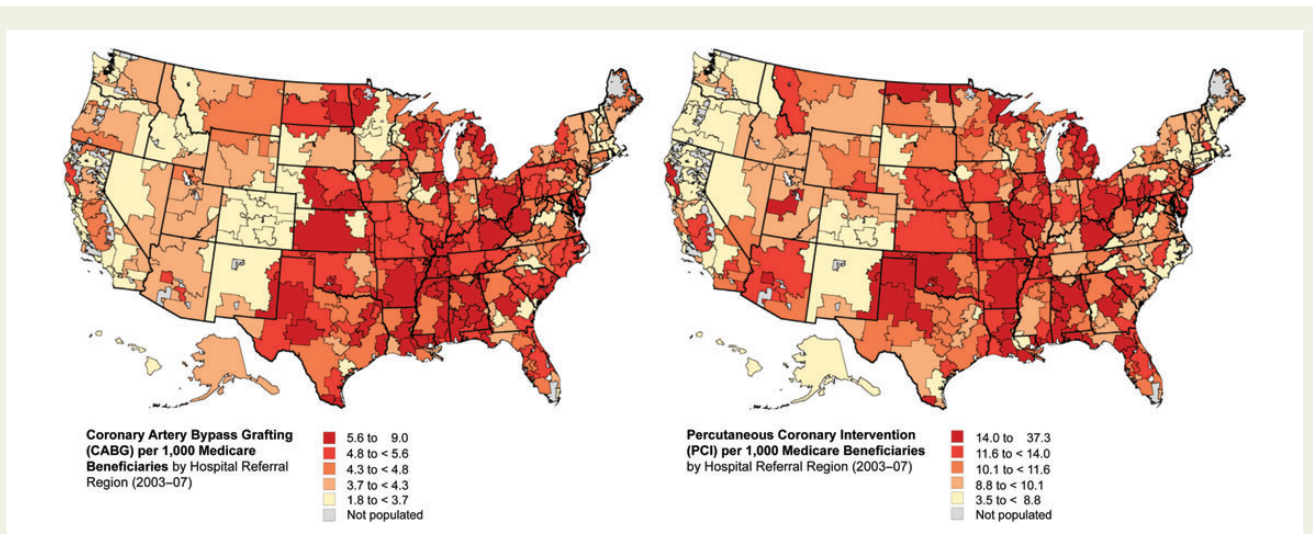 Coronary Artery Bypass Grafting
(CABG) per 1,000 Medicare
Beneficiaries by Hospital Referral
Region (2003–07)
5.6 to 9.0
4.8 to < 5.6
4.3 to < 4.8
3.7 to < 4.3
1.8 to < 3.7
Not populated
Percutaneous Coronary Intervention
(PCI) per 1,000 Medicare Beneficiaries
by Hospital Referral Region (2003–07)
14.0 to 37.3
11.6 to < 14.0
10.1 to < 11.6
8.8 to < 10.1
3.5 to < 8.8
Not populated